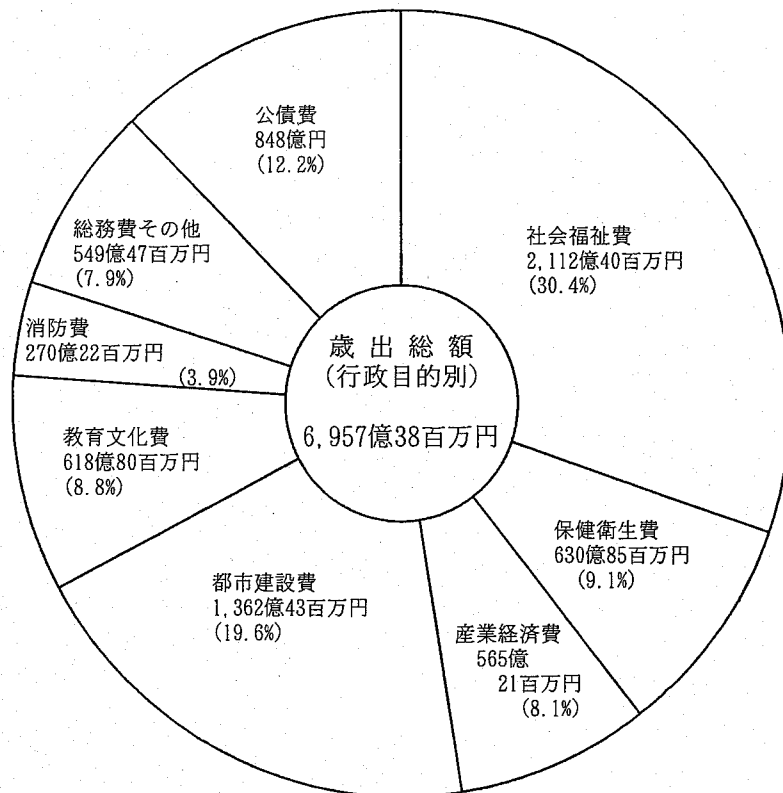 公債費
848億円
(12.2%)
社会福祉費
2,112億40百万円
(30.4%)
総務費その他
549億47百万円
(7.9%)
消防費
270億22百万円
(3.9%)
歳出総額
(行政目的別)
6,957億38百万円
教育文化費
618億80百万円
(8.8%)
保健衛生費
630億85百万円
(9.1%)
都市建設費
1,362億43百万円
(19.6%)
産業経済費
565億
21百万円
(8.1%)